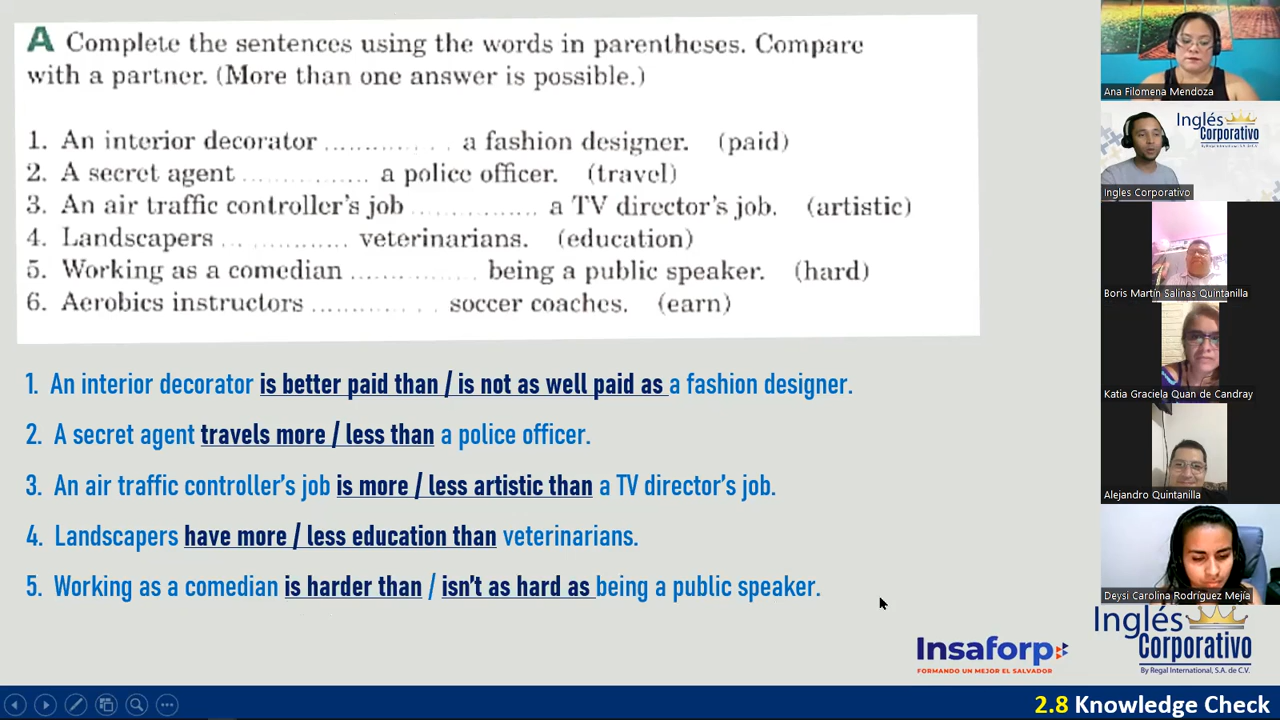 A Complete the sentences using the words in parentheses. Compare
with a partner. (More than one answer is possible.)
1. An interior decorator .............. a fashion designer. (paid)
2. A secret agent .............. a police officer. (travel)
3. An air traffic controller's job .............. a TV director's job. (artistic)
4. Landscapers .............. veterinarians. (education)
5. Working as a comedian .............. being a public speaker. (hard)
6. Aerobics instructors .............. soccer coaches. (earn)
1. An interior decorator is better paid than / is not as well paid as a fashion designer.
2. A secret agent travels more / less than a police officer.
3. An air traffic controller's job is more / less artistic than a TV director's job.
4. Landscapers have more / less education than veterinarians.
5. Working as a comedian is harder than / isn't as hard as being a public speaker.
Ana Filomena Mendoza
Inglés
Corporativo
By Regal International, S.A. de C.V.
Ingles Corporativo
Boris Martín Salinas Quintanilla
Katia Graciela Quan de Candray
Alejandro Quintanilla
Deysi Carolina Rodríguez Mejía
Insaforp
FORMANDO UN MEJOR EL SALVADOR
Inglés
Corporativo
By Regal International, S.A. de C.V.
2.8 Knowledge Check